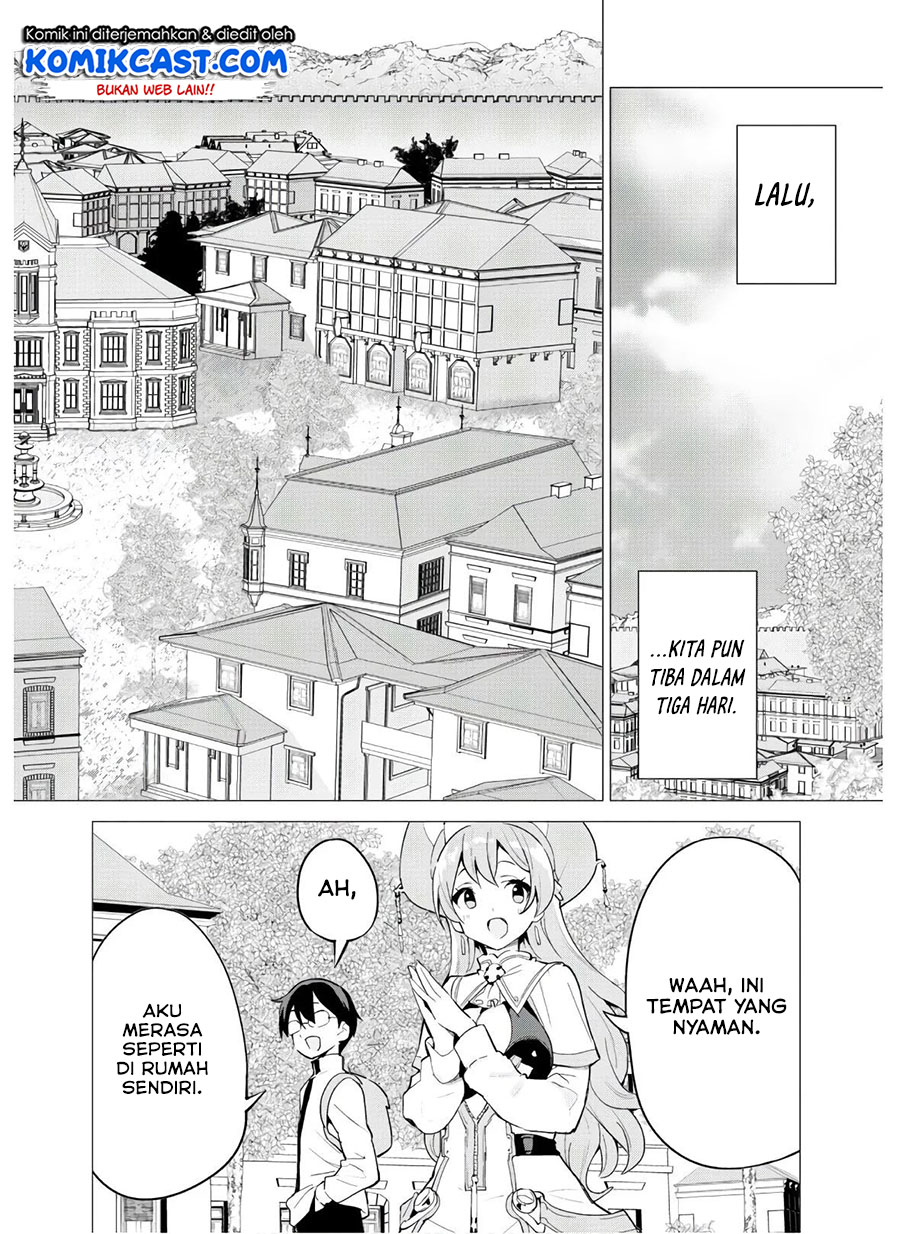 Komik ini diterjemahkan & diedit oleh
KOMIKCAST.COM
BUKAN WEB LAIN!!
LALU,
...KITA PUN
TIBA DALAM
TIGA HARI.
WAAH, INI
TEMPAT YANG
NYAMAN.
AH,
AKU
MERASA
SEPERTI
DI RUMAH
SENDIRI.